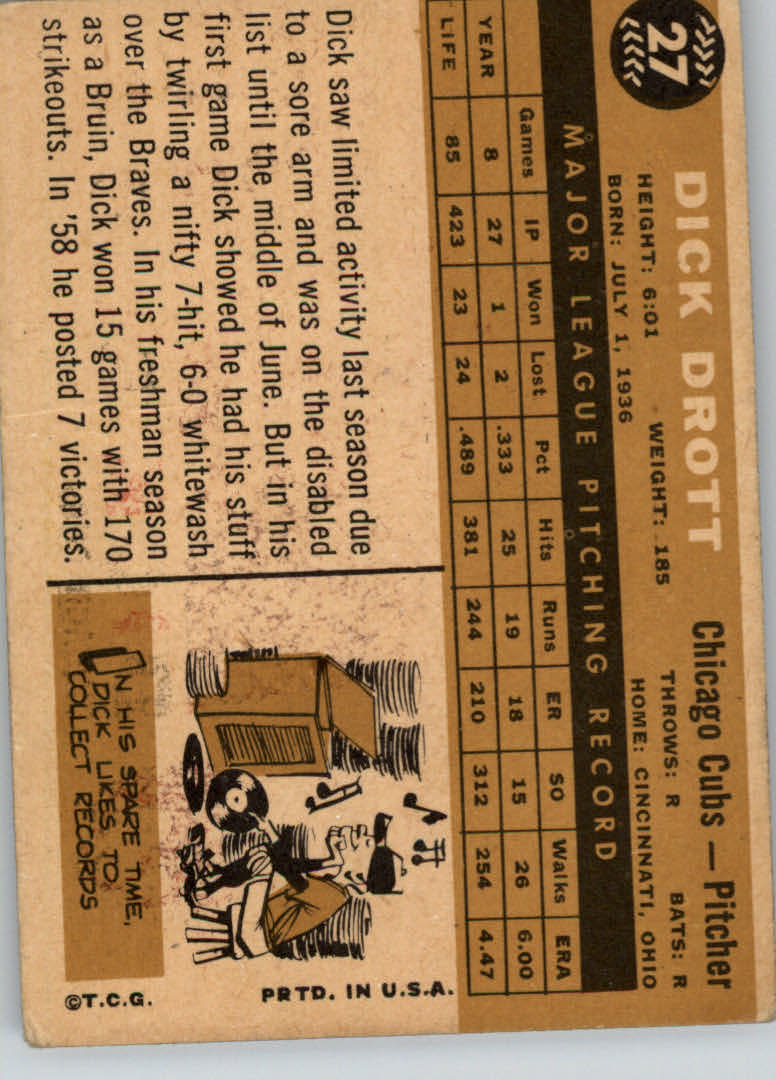 27
DICK DROTT Chicago Cubs — Pitcher
HEIGHT: 6:01 WEIGHT: 185 THROWS: R BATS: R
BORN: JULY 1, 1936 HOME: CINCINNATI, OHIO
MAJOR LEAGUE PITCHING RECORD
Games IP Won Lost Pct Hits Runs ER SO Walks ERA
YEAR 8 27 1 2 .333 25 19 18 15 26 6.00
LIFE 85 423 23 24 .489 381 244 210 312 254 4.47
Dick saw limited activity last season due
to a sore arm and was on the disabled
list until the middle of June. But in his
first game Dick showed he had his stuff
by twirling a nifty 7-hit, 6-0 whitewash
over the Braves. In his freshman season
as a Bruin, Dick won 15 games with 170
strikeouts. In '58 he posted 7 victories.
IN HIS SPARE TIME,
DICK LIKES TO
COLLECT RECORDS
PRTD. IN U.S.A.
©T.C.G.